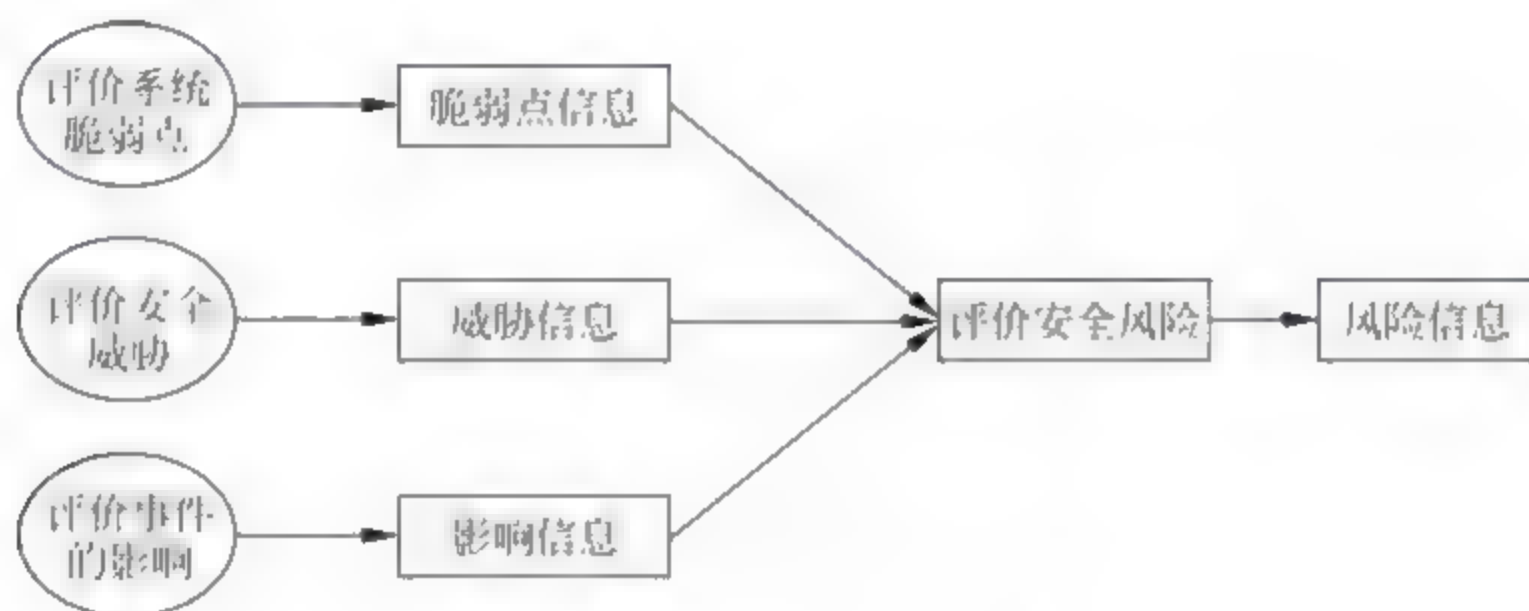 评价系统
脆弱点
脆弱点信息
评价安全
威胁
威胁信息
评价安全风险
风险信息
评价事件
的影响
影响信息